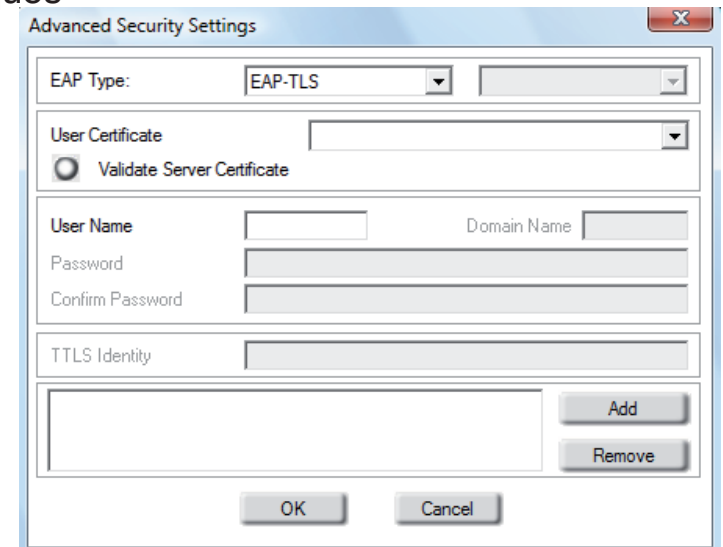 Advanced Security Settings
EAP Type: EAP-TLS
User Certificate
Validate Server Certificate
User Name Domain Name
Password
Confirm Password
TTLS Identity
Add
Remove
OK Cancel